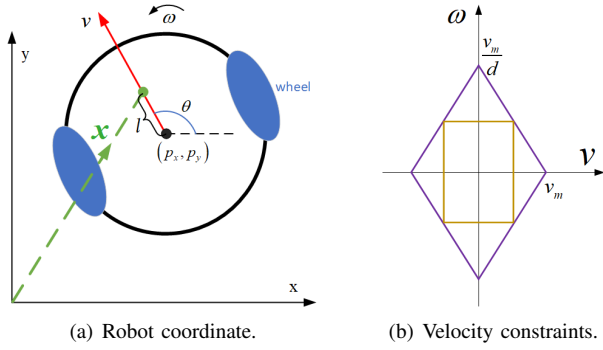 y
v
ω
wheel
x
l
θ
(p_x, p_y)
x
(a) Robot coordinate.
ω
v_m
d
v
v_m
(b) Velocity constraints.